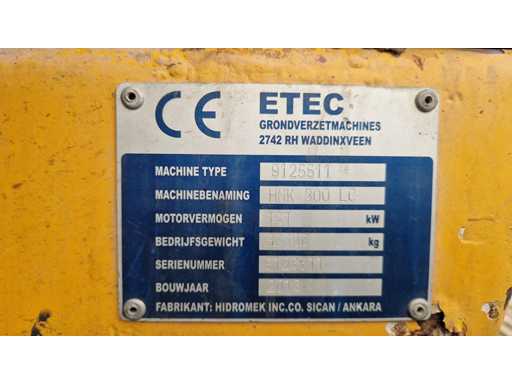 CE ETEC
GRONDVERZETMACHINES
2742 RH WADDINXVEEN
MACHINE TYPE 9125511
MACHINEBENAMING HMK 300 LC
MOTORVERMOGEN kW
BEDRIJFSGEWICHT kg
SERIENUMMER
BOUWJAAR
FABRIKANT: HIDROMEK INC.CO. SICAN / ANKARA